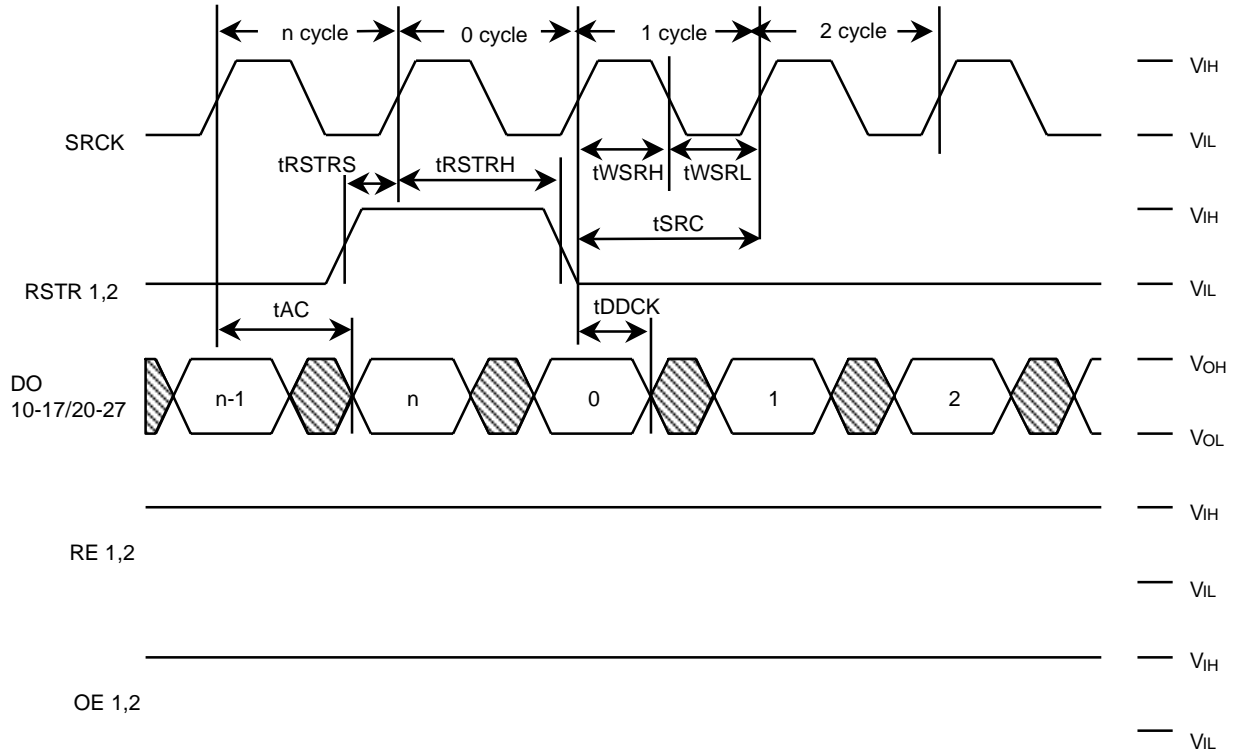 n cycle 0 cycle 1 cycle 2 cycle
VIH
SRCK
VIL
tRSTRS tRSTRH tWSRH tWSRL
VIH
tSRC
RSTR 1,2
VIL
tAC tDDCK
VOH
DO
10-17/20-27
n-1 n 0 1 2
VOL
VIH
RE 1,2
VIL
VIH
OE 1,2
VIL